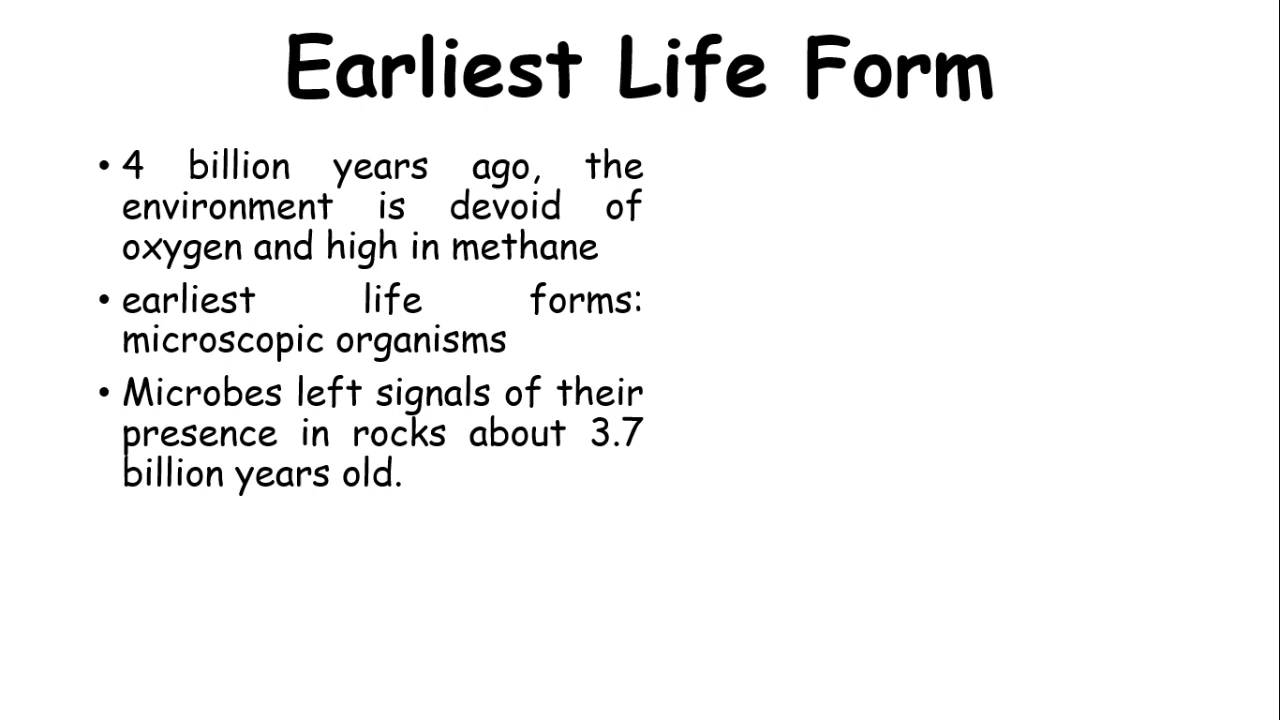 Earliest Life Form
• 4 billion years ago, the
environment is devoid of
oxygen and high in methane
• earliest life forms:
microscopic organisms
• Microbes left signals of their
presence in rocks about 3.7
billion years old.